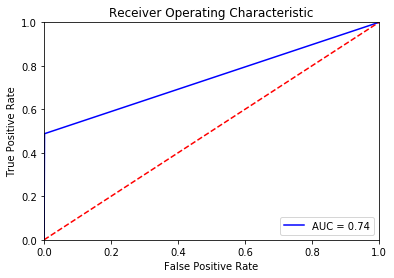 Receiver Operating Characteristic
True Positive Rate
1.0
0.8
0.6
0.4
0.2
0.0
AUC = 0.74
0.0 0.2 0.4 0.6 0.8 1.0
False Positive Rate